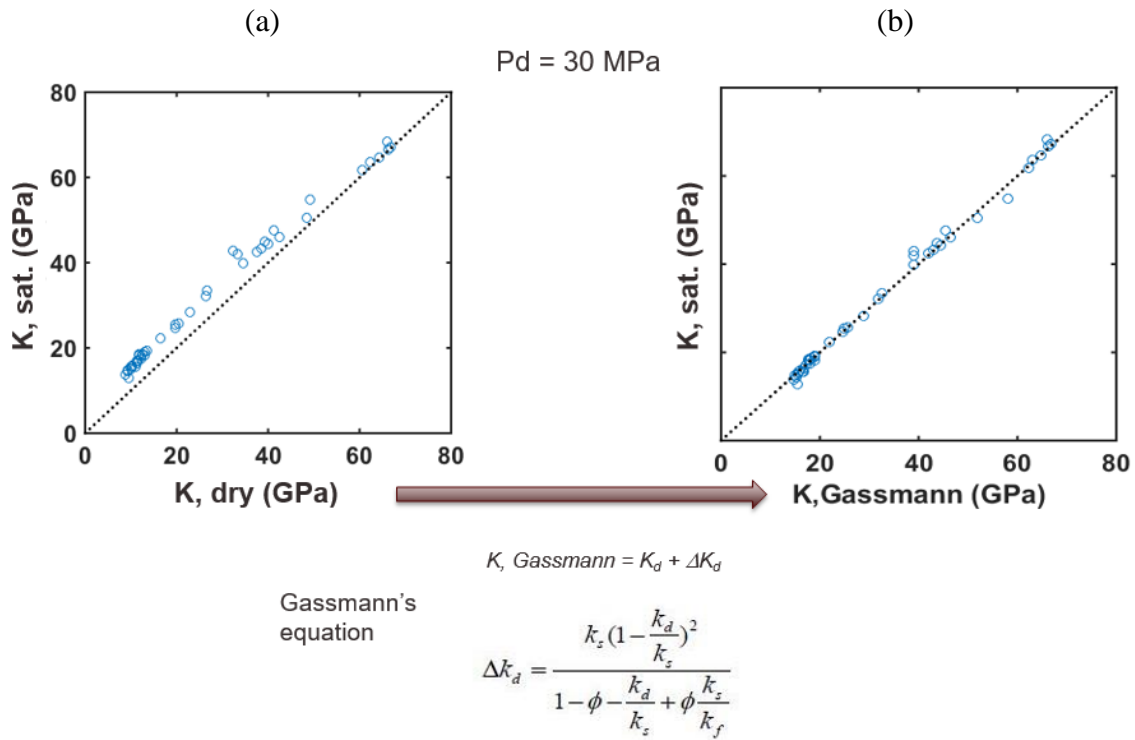 (a) (b)
Pd = 30 MPa
80
60
40
20
0
K, sat. (GPa)
0 20 40 60 80
K, dry (GPa)
K, sat. (GPa)
0 20 40 60 80
K,Gassmann (GPa)
K, Gassmann = K_d + ΔK_d
Gassmann's
equation
Δk_d = k_s (1 - k_d/k_s)^2 / (1 - ϕ - k_d/k_s + ϕ k_s/k_f)